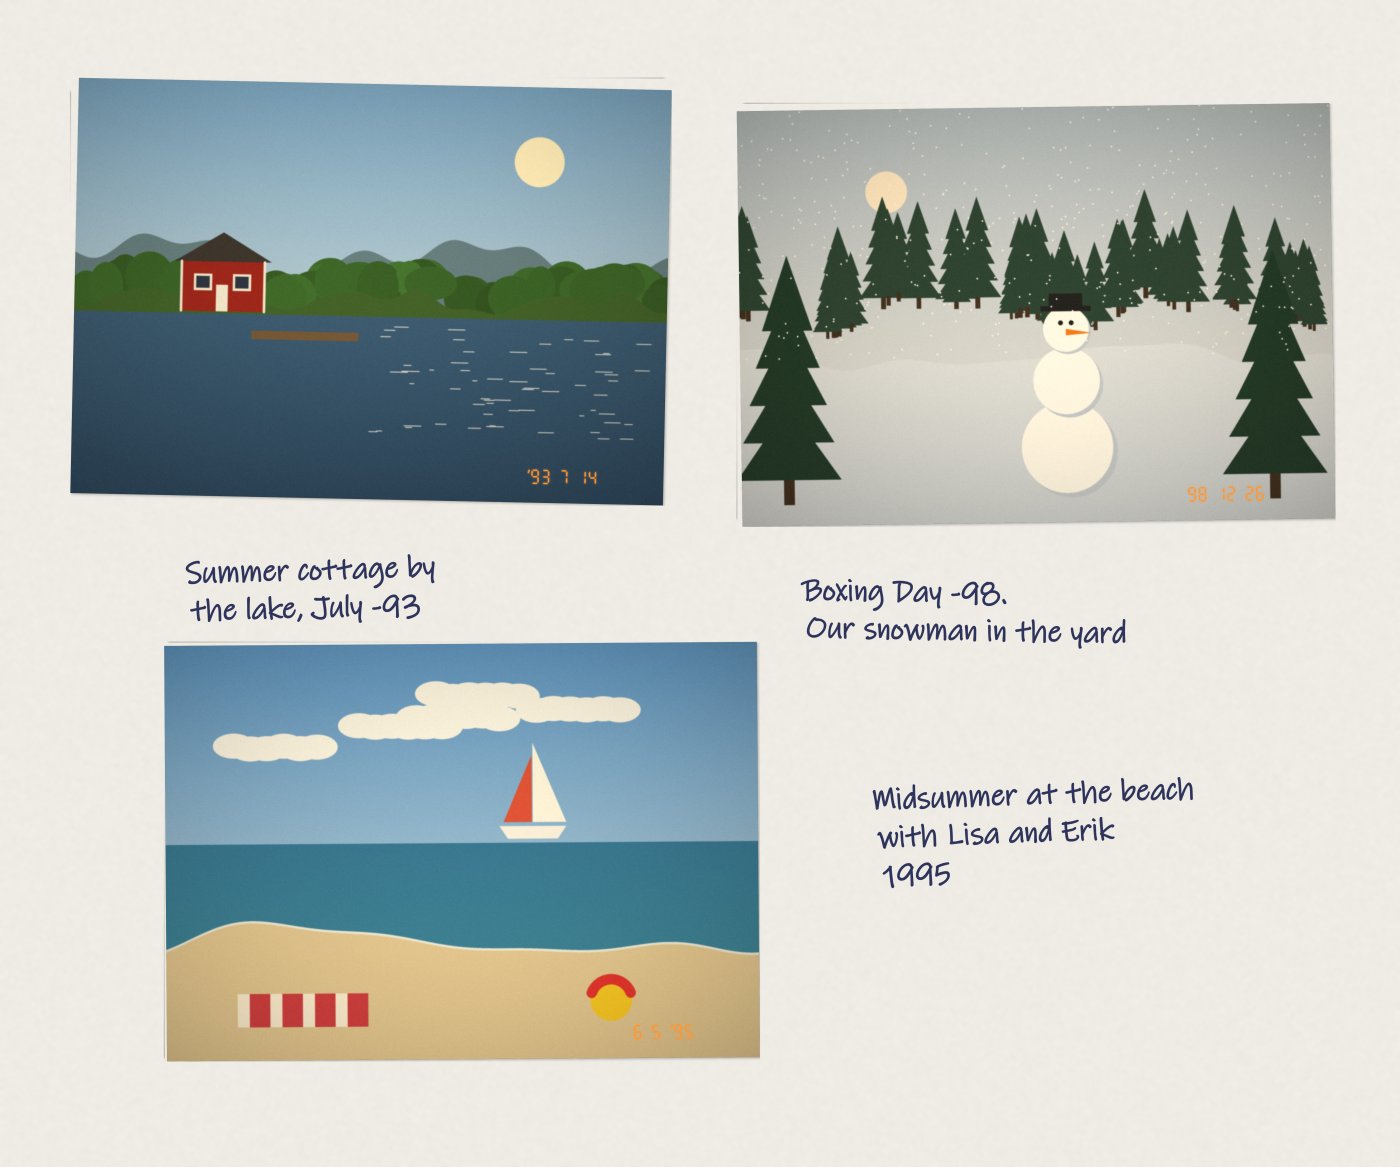 '93 7 14
98 12 26
Summer cottage by
the lake, July -93
Boxing Day -98.
Our snowman in the yard
6 5 '95
Midsummer at the beach
with Lisa and Erik
1995